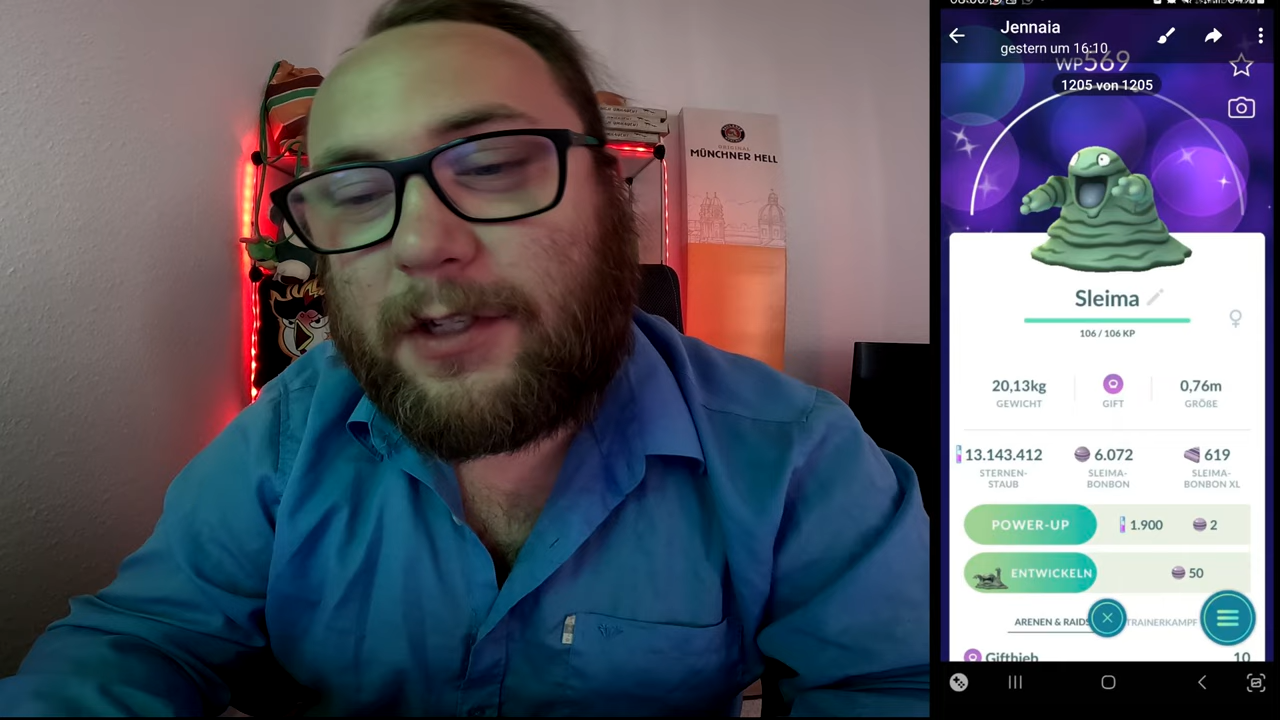 ORIGINAL
MÜNCHNER HELL
Jennaia
gestern um 16:10
WP569
1205 von 1205
Sleima
106 / 106 KP
20,13kg
GEWICHT
GIFT
0,76m
GRÖßE
13.143.412
STERNEN-
STAUB
6.072
SLEIMA-
BONBON
619
SLEIMA-
BONBON XL
POWER-UP
1.900
2
ENTWICKELN
50
ARENEN & RAIDS
TRAINERKAMPF
Gifthieb
10